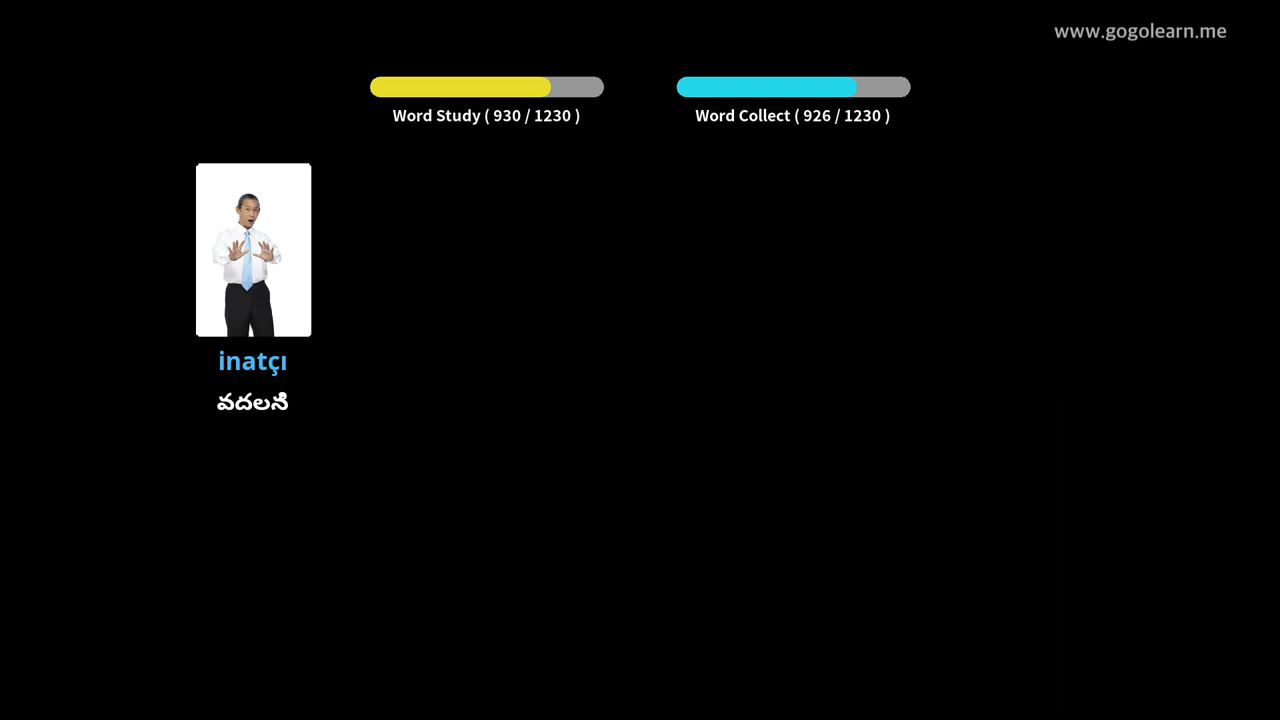 www.gogolearn.me
Word Study ( 930 / 1230 )
Word Collect ( 926 / 1230 )
inatçı
వదలని